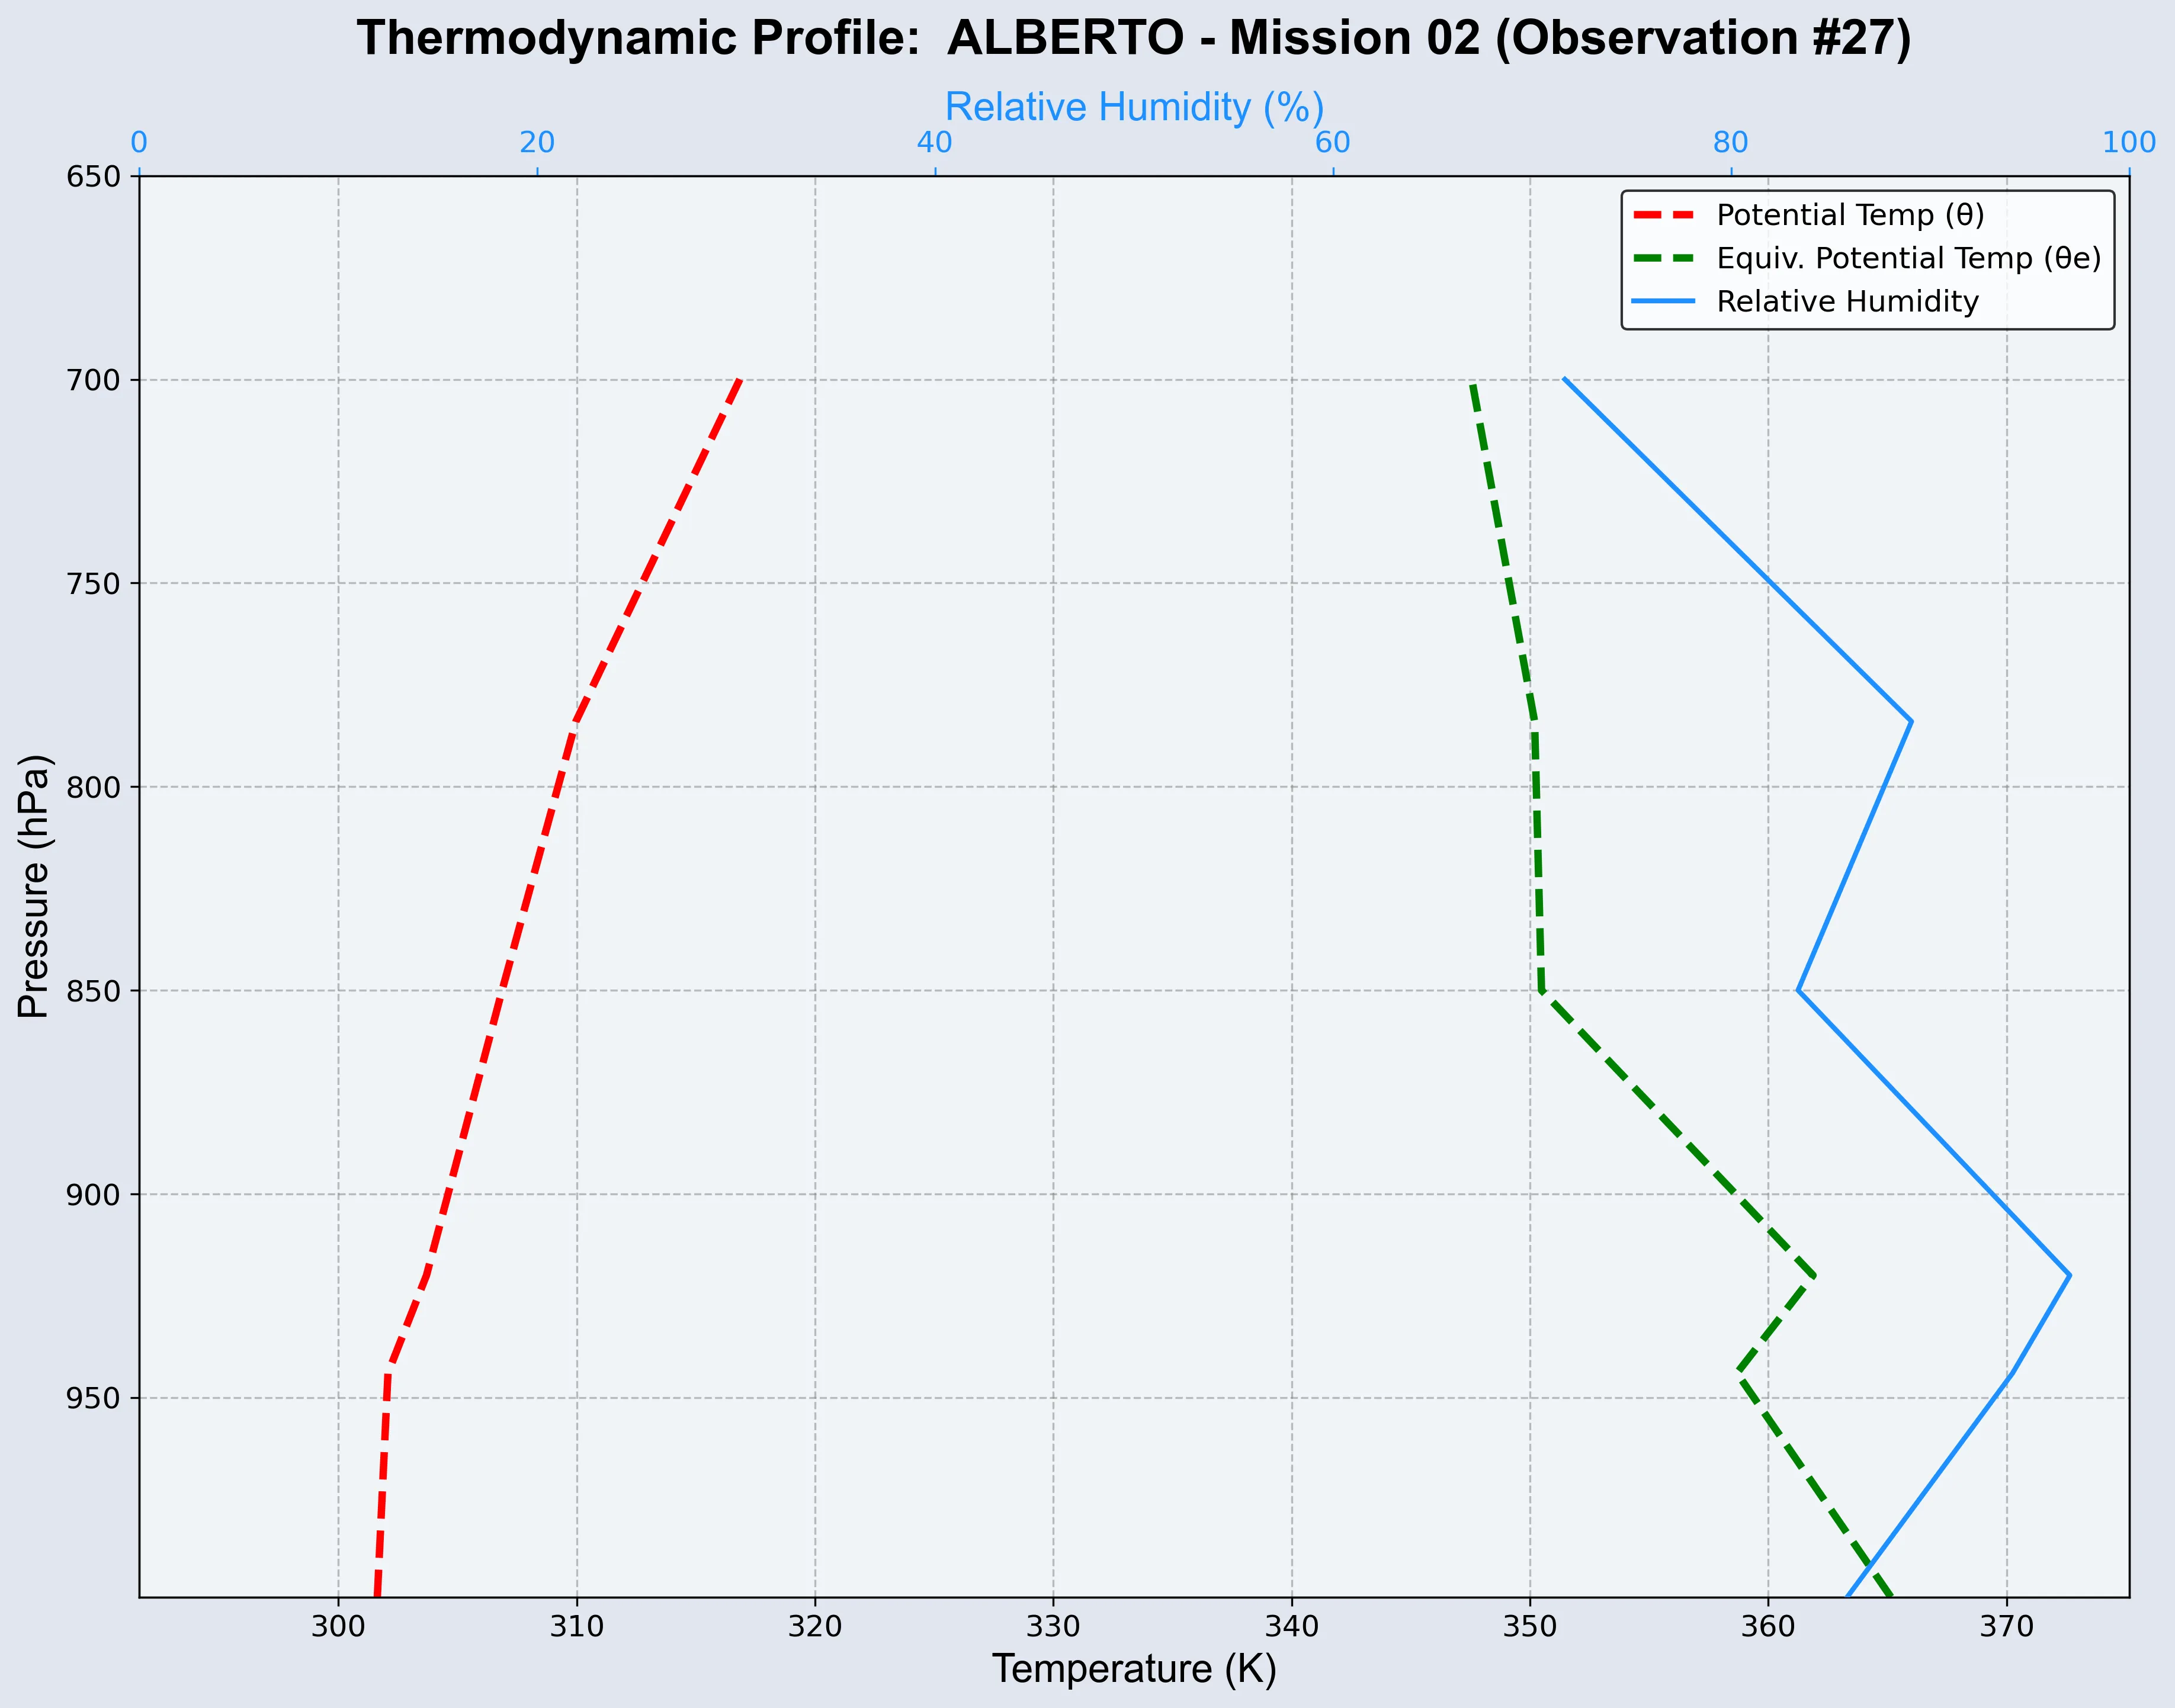 Thermodynamic Profile:  ALBERTO - Mission 02 (Observation #27)
Relative Humidity (%)
0 20 40 60 80 100
Potential Temp (θ)
Equiv. Potential Temp (θe)
Relative Humidity
Pressure (hPa)
650
700
750
800
850
900
950
300 310 320 330 340 350 360 370
Temperature (K)